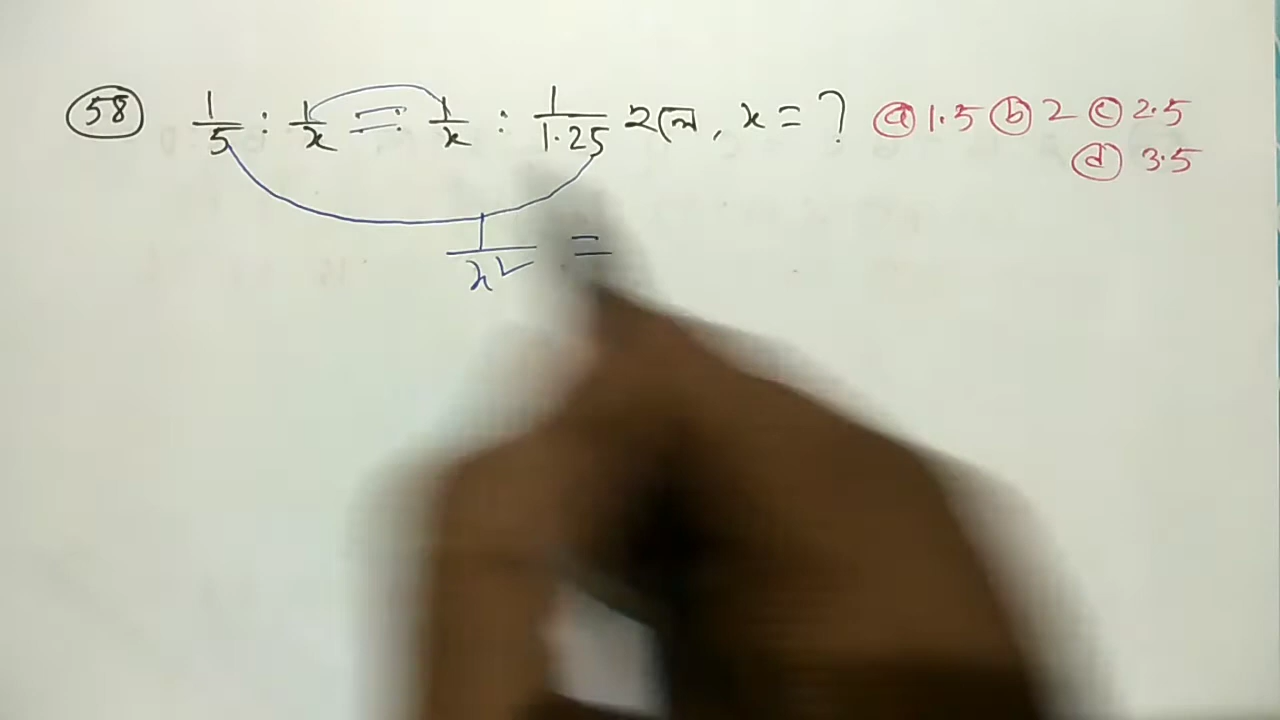 58 1/5 : 1/x = 1/x : 1/1.25 হলে, x = ? ⓐ 1.5 ⓑ 2 ⓒ 2.5
ⓓ 3.5
1/x² =